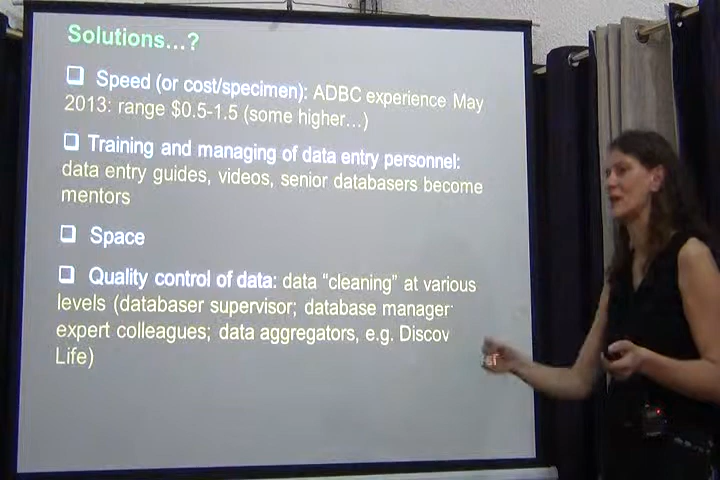 Solutions...?
❑ Speed (or cost/specimen): ADBC experience May
2013: range $0.5-1.5 (some higher...)
❑ Training and managing of data entry personnel:
data entry guides, videos, senior databasers become
mentors
❑ Space
❑ Quality control of data: data “cleaning” at various
levels (databaser supervisor; database manager
expert colleagues; data aggregators, e.g. Discov
Life)